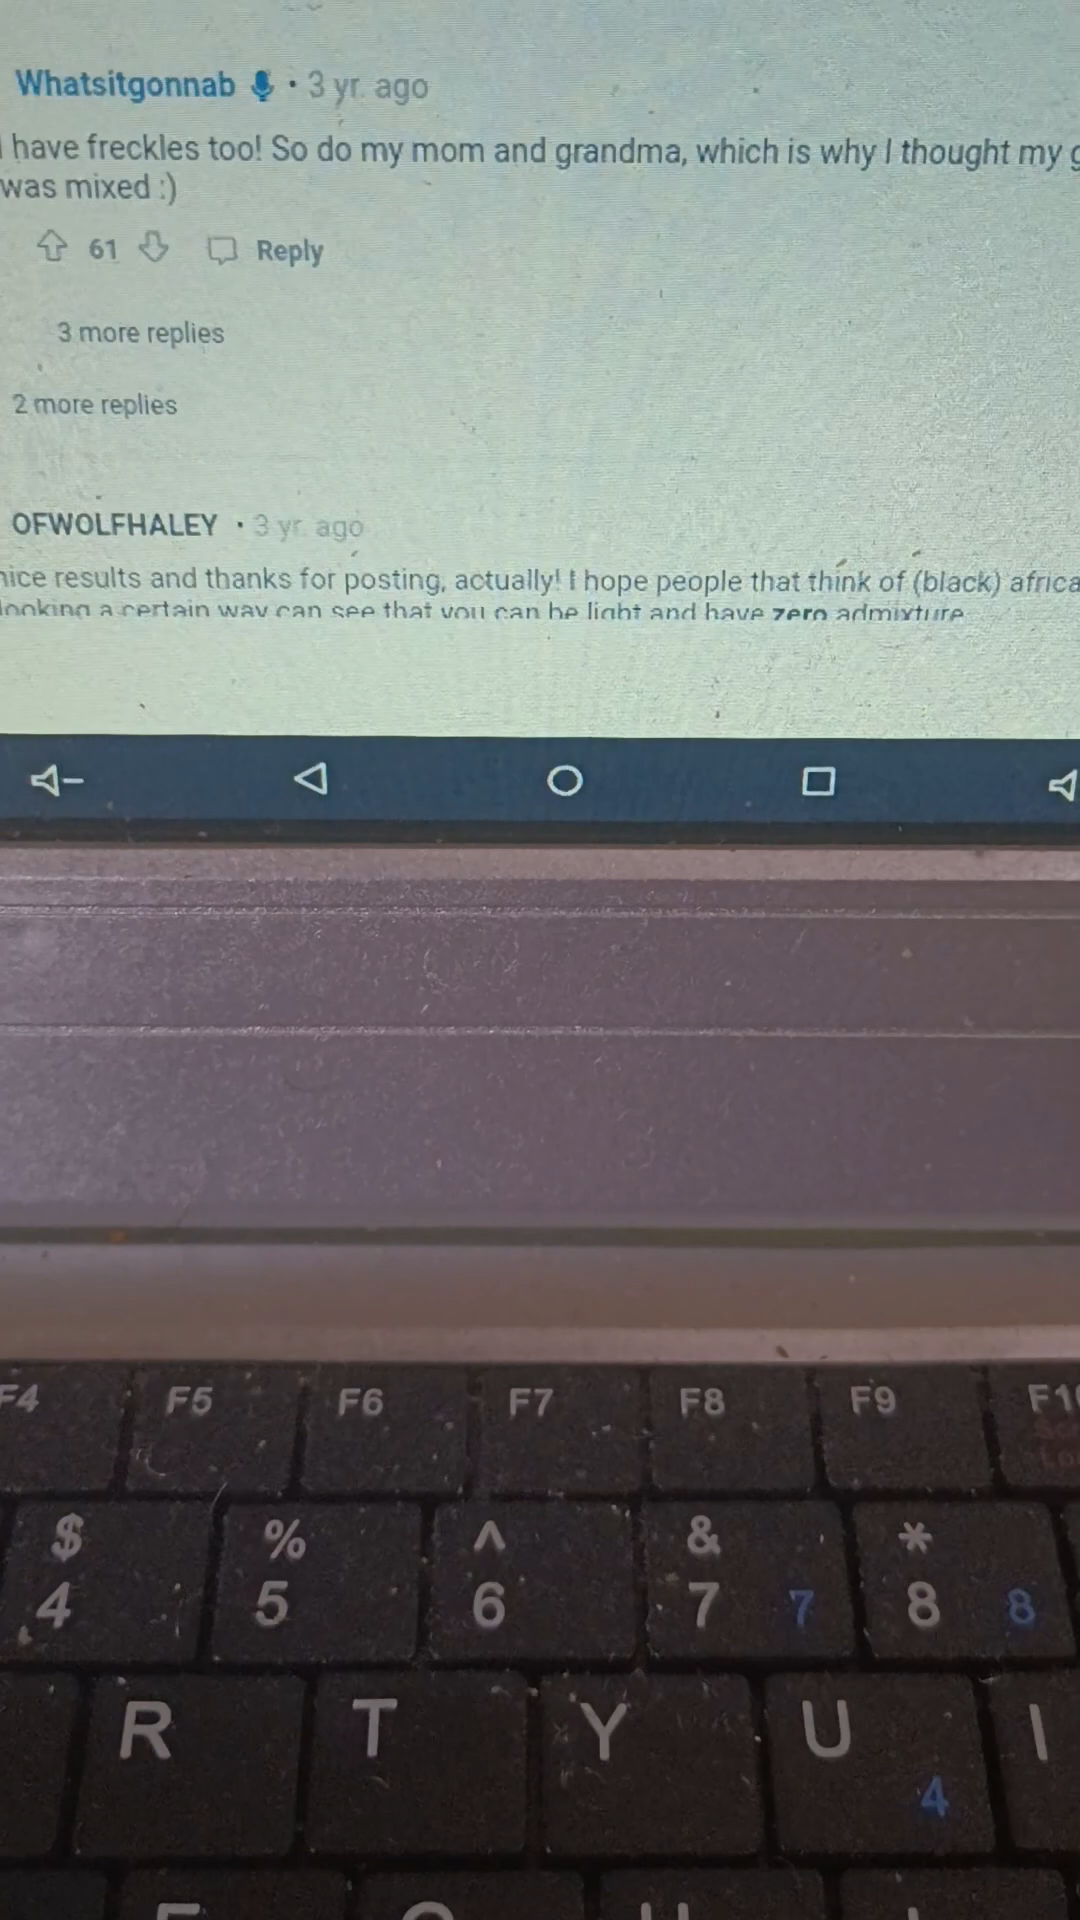 Whatsitgonnab • 3 yr. ago
I have freckles too! So do my mom and grandma, which is why I thought my
was mixed :)
61 Reply
3 more replies
2 more replies
OFWOLFHALEY • 3 yr. ago
nice results and thanks for posting, actually! I hope people that think of (black) africa
looking a certain way can see that you can be light and have zero admixture
F4 F5 F6 F7 F8 F9 F10
$ % ^ & *
4 5 6 7 7 8 8
R T Y U I
4